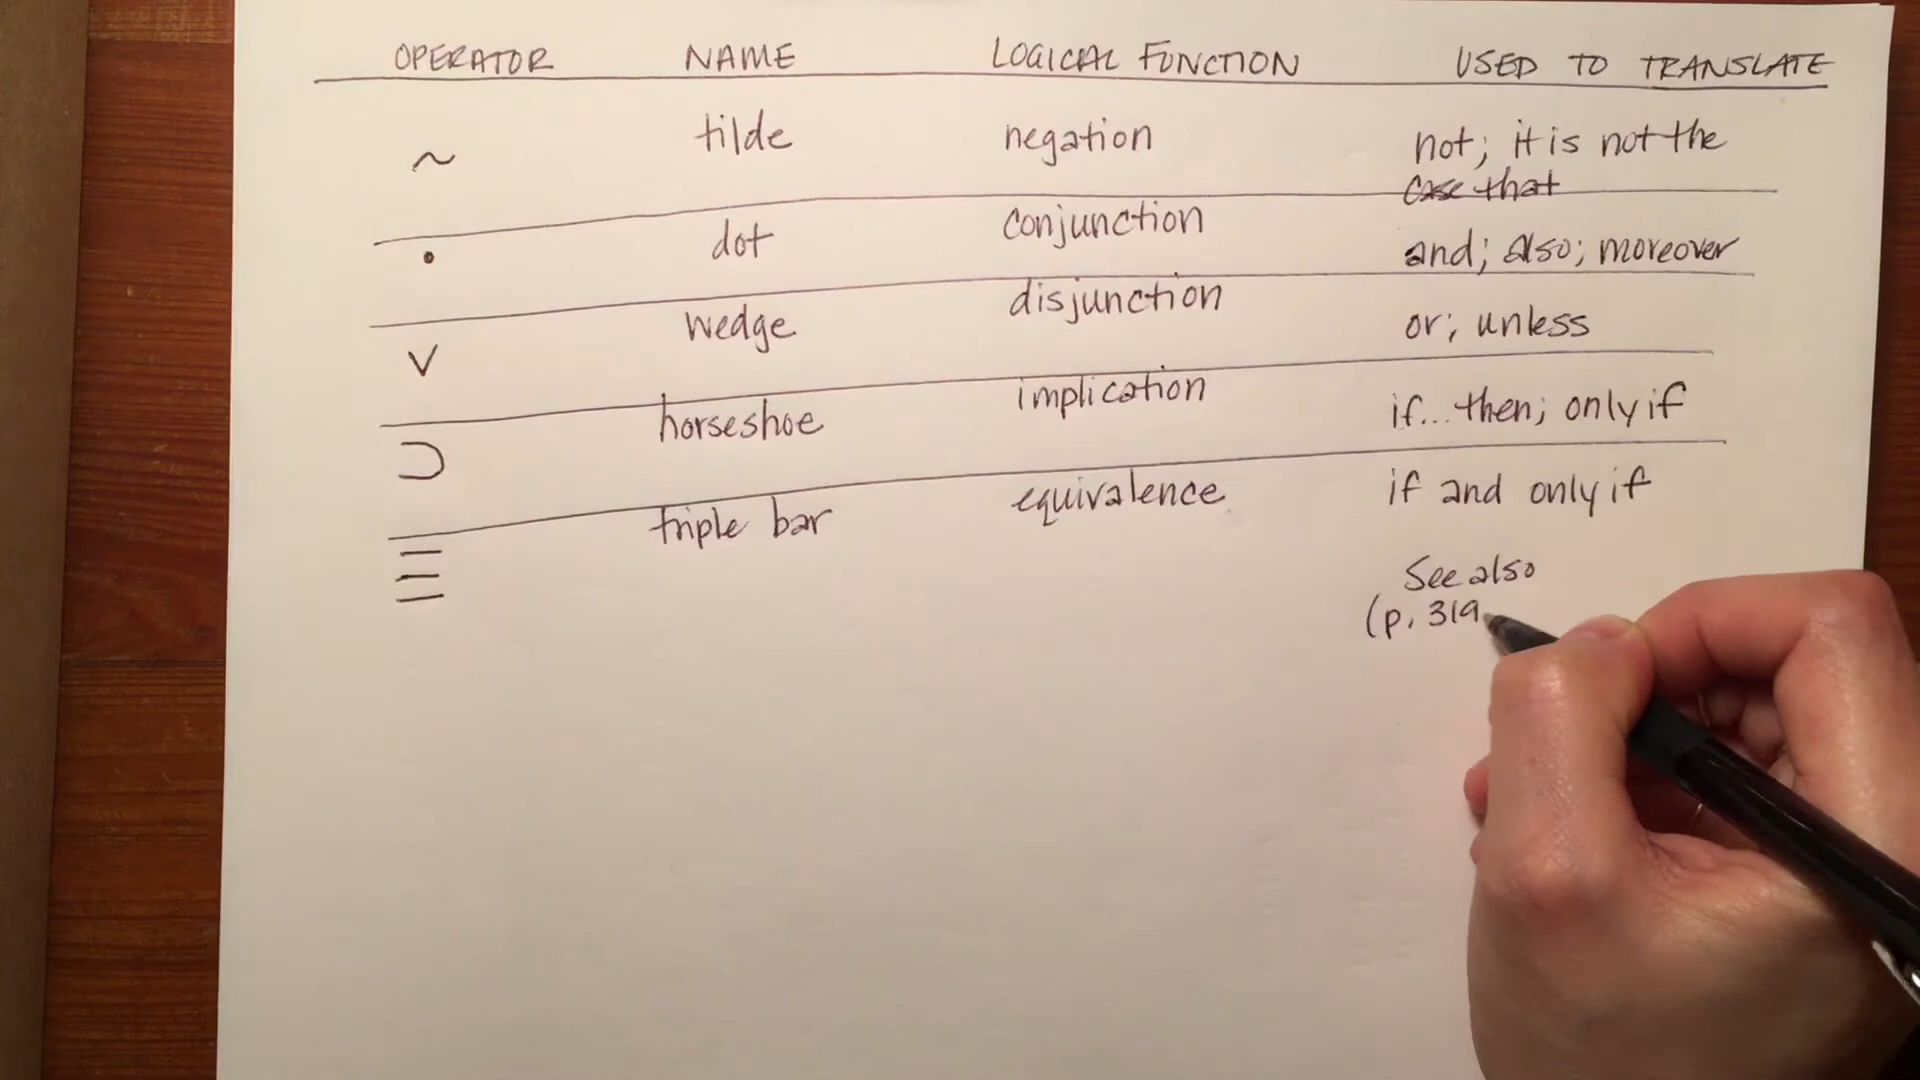 OPERATOR NAME LOGICAL FUNCTION USED TO TRANSLATE
~ tilde negation not; it is not the
case that
• dot conjunction and; also; moreover
v wedge disjunction or; unless
⊃ horseshoe implication if...then; only if
≡ triple bar equivalence if and only if
See also
(p. 319